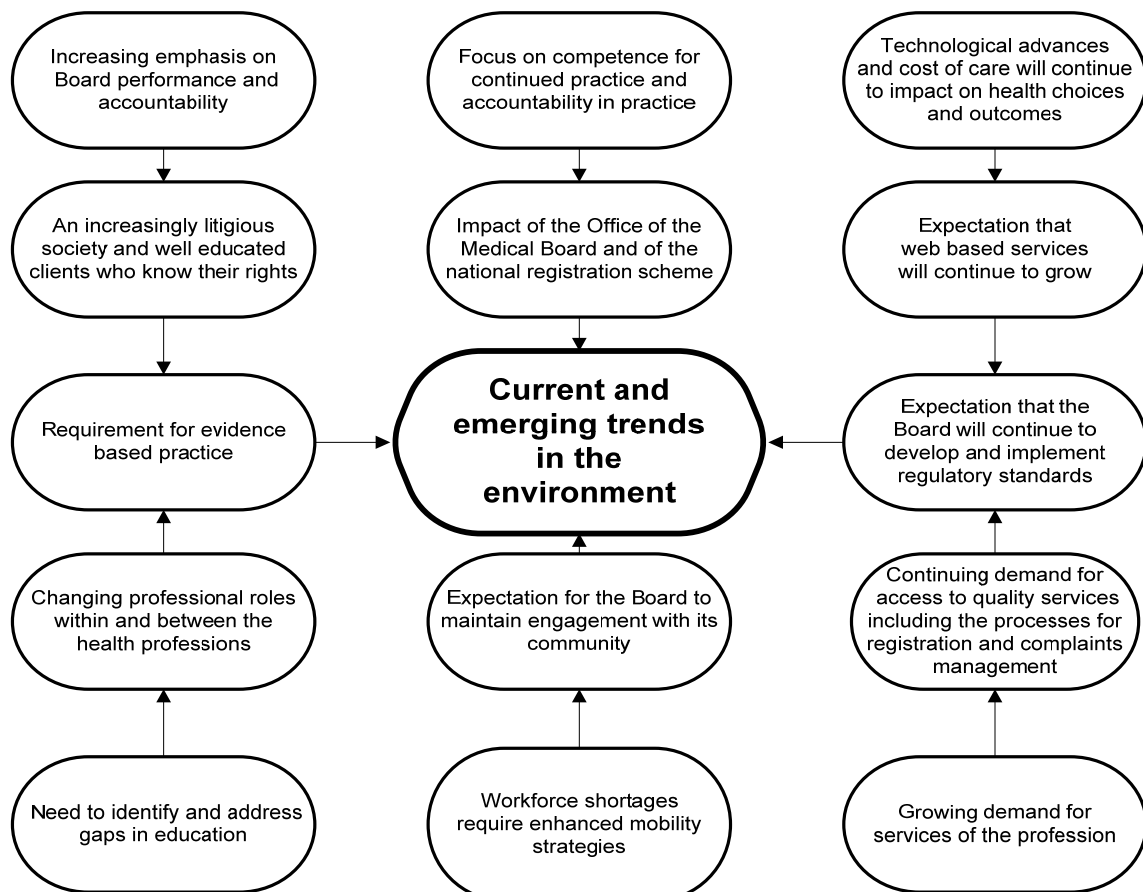 Increasing emphasis on
Board performance and
accountability
Focus on competence for
continued practice and
accountability in practice
Technological advances
and cost of care will continue
to impact on health choices
and outcomes
An increasingly litigious
society and well educated
clients who know their rights
Impact of the Office of the
Medical Board and of the
national registration scheme
Expectation that
web based services
will continue to grow
Requirement for evidence
based practice
Current and
emerging trends
in the
environment
Expectation that the
Board will continue to
develop and implement
regulatory standards
Changing professional roles
within and between the
health professions
Expectation for the Board to
maintain engagement with its
community
Continuing demand for
access to quality services
including the processes for
registration and complaints
management
Need to identify and address
gaps in education
Workforce shortages
require enhanced mobility
strategies
Growing demand for
services of the profession